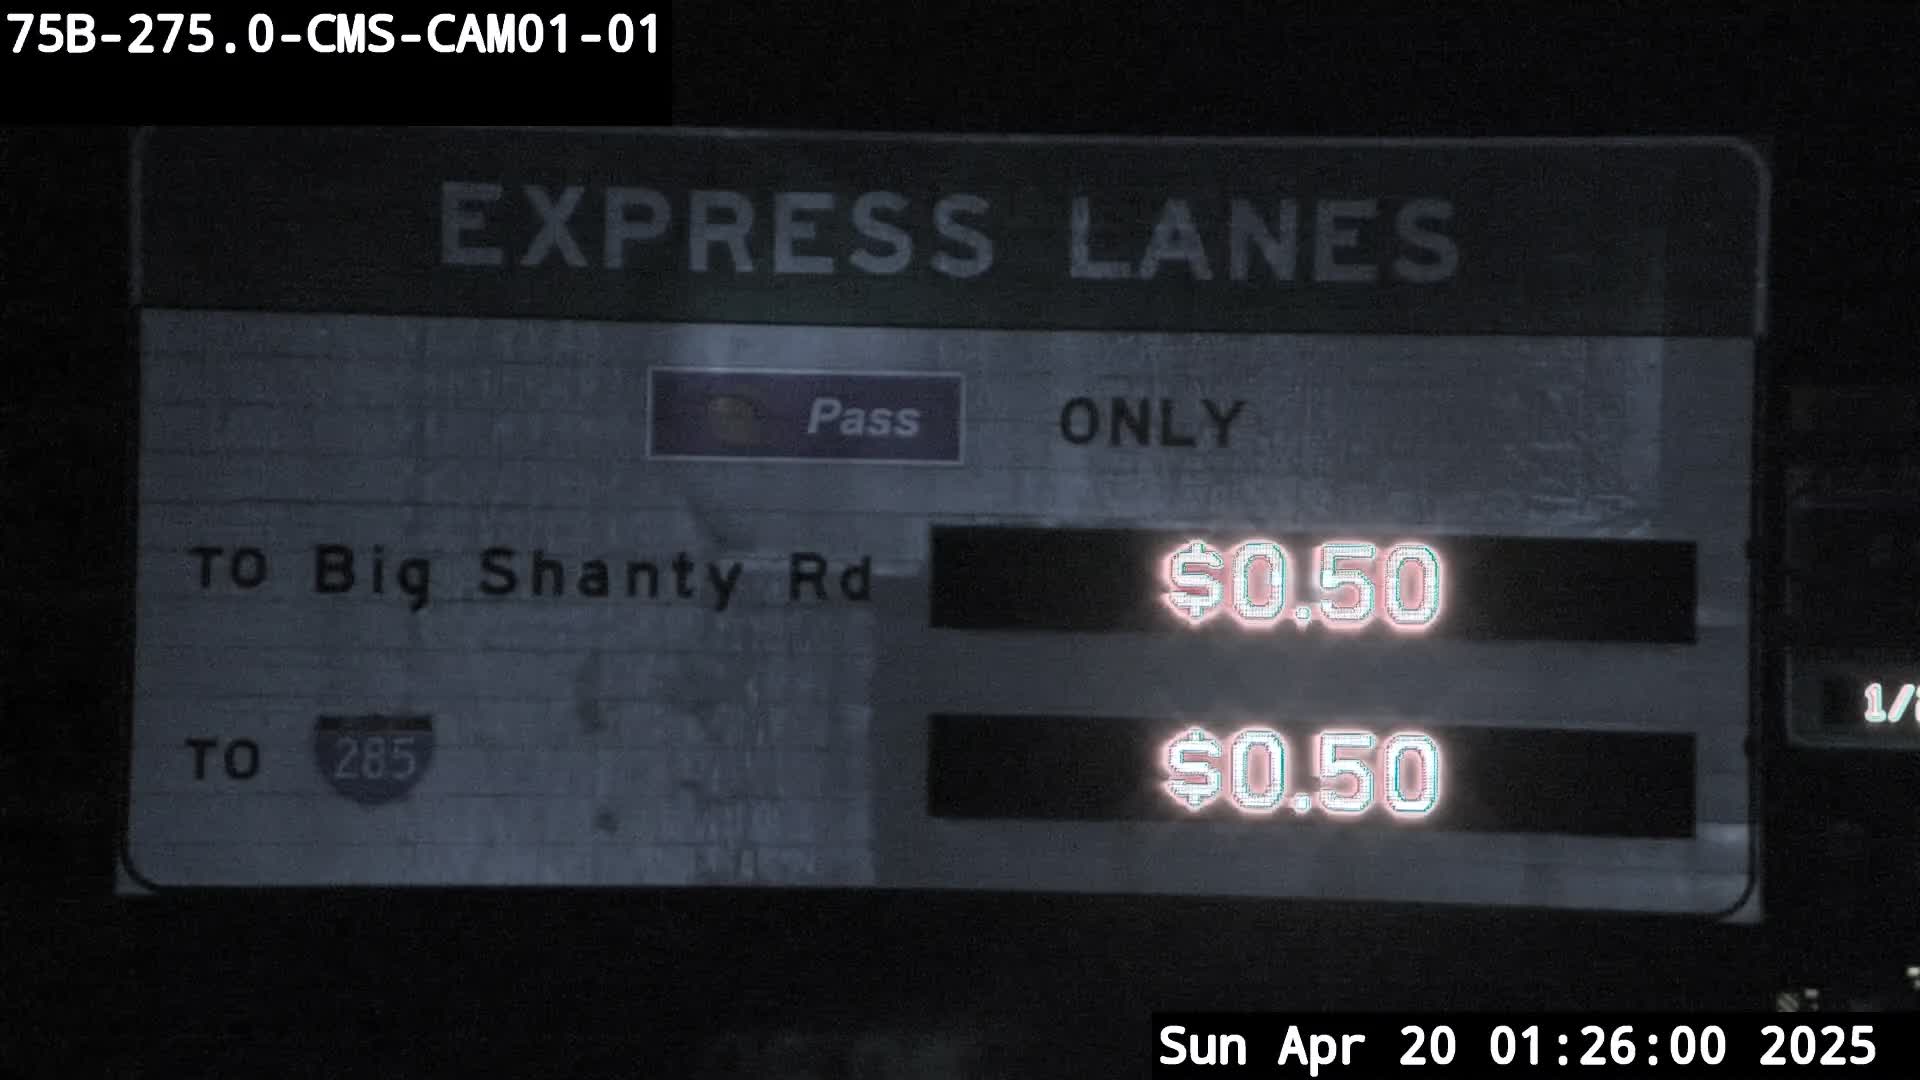 75B-275.0-CMS-CAM01-01
EXPRESS LANES
Pass ONLY
TO Big Shanty Rd $0.50
TO 285 $0.50
Sun Apr 20 01:26:00 2025